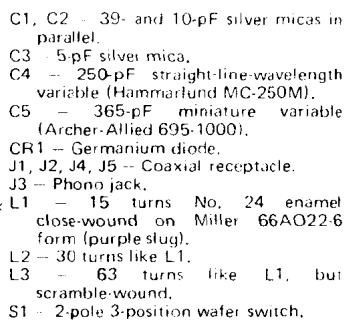 C1, C2 – 39- and 10-pF silver micas in
parallel.
C3 – 5-pF silver mica.
C4 – 250-pF straight-line-wavelength
variable (Hammarlund MC-250M).
C5 – 365-pF miniature variable
(Archer-Allied 695-1000).
CR1 – Germanium diode.
J1, J2, J4, J5 – Coaxial receptacle.
J3 – Phono jack.
L1 – 15 turns No. 24 enamel
close-wound on Miller 66A022-6
form (purple slug).
L2 – 30 turns like L1.
L3 – 63 turns like L1, but
scramble-wound.
S1 – 2-pole 3-position wafer switch.